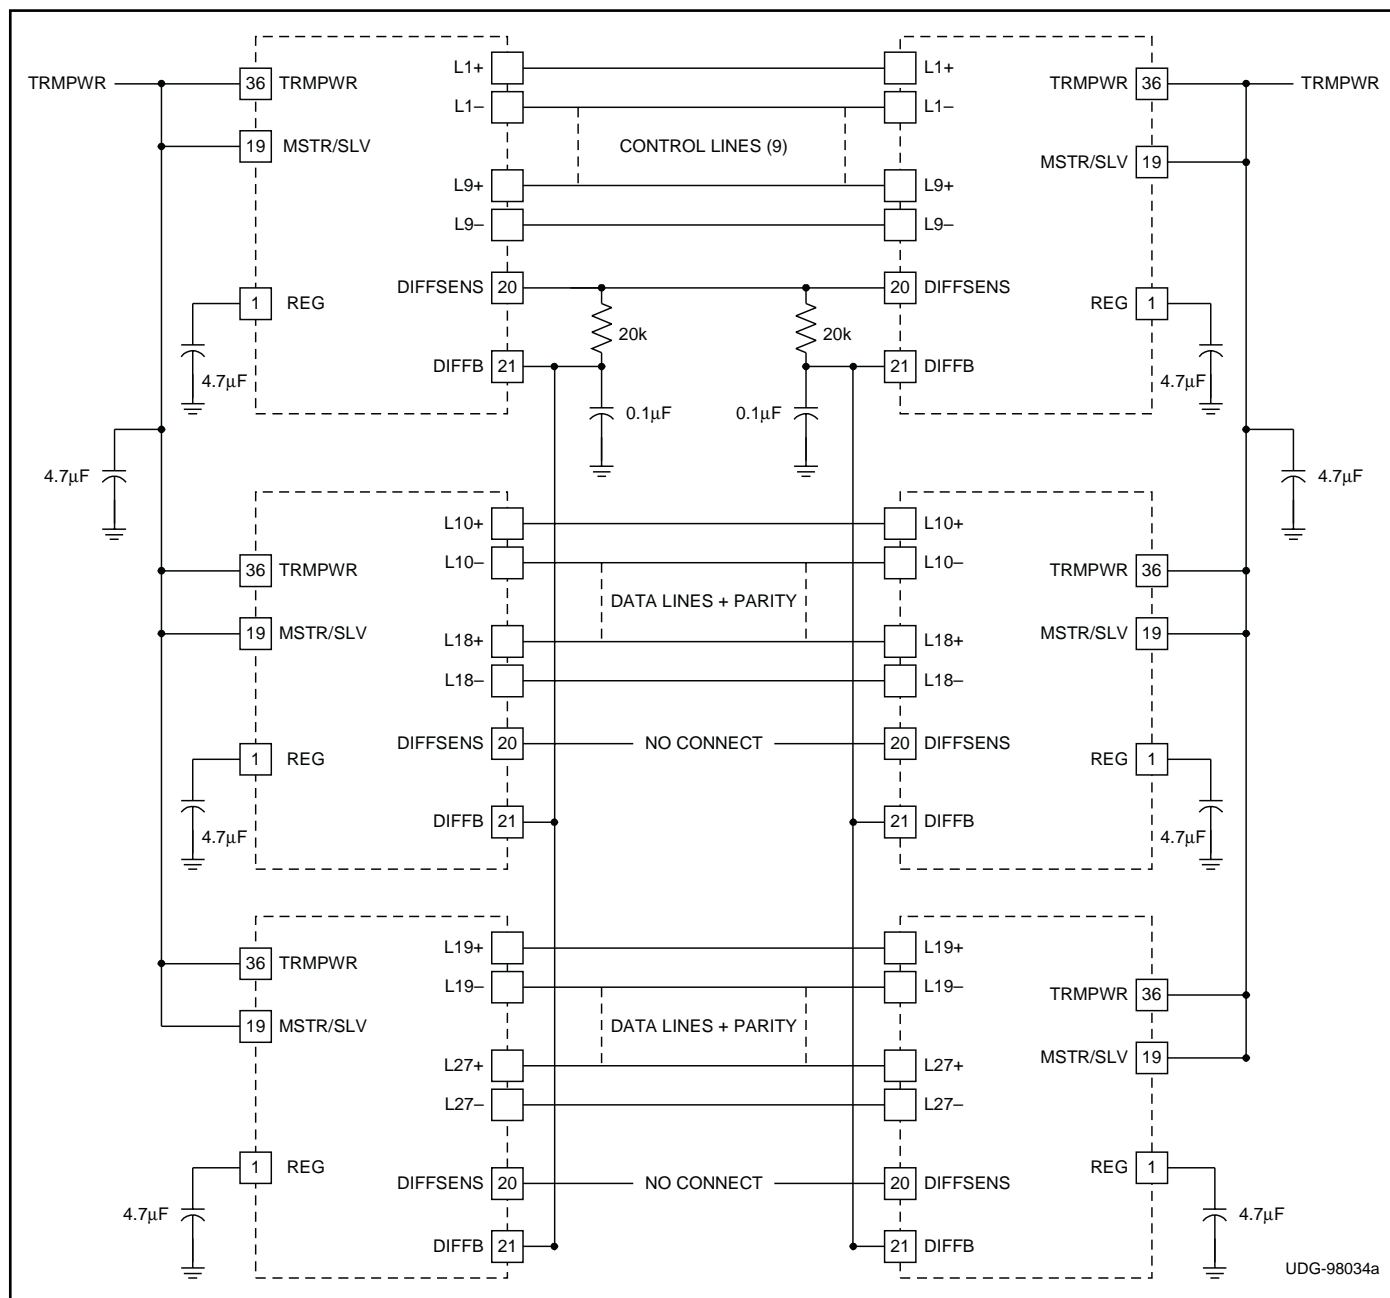 L1+ L1+
TRMPWR 36 TRMPWR TRMPWR 36 TRMPWR
L1– L1–
19 MSTR/SLV CONTROL LINES (9) MSTR/SLV 19
L9+ L9+
L9– L9–
DIFFSENS 20 20 DIFFSENS
1 REG REG 1
20k 20k
DIFFB 21 21 DIFFB
4.7µF 4.7µF
0.1µF 0.1µF
4.7µF 4.7µF
L10+ L10+
L10– L10–
36 TRMPWR TRMPWR 36
DATA LINES + PARITY
19 MSTR/SLV L18+ L18+ MSTR/SLV 19
L18– L18–
DIFFSENS 20 NO CONNECT 20 DIFFSENS
1 REG REG 1
DIFFB 21 21 DIFFB
4.7µF 4.7µF
L19+ L19+
36 TRMPWR
L19– L19–
TRMPWR 36
19 MSTR/SLV DATA LINES + PARITY
L27+ L27+ MSTR/SLV 19
L27– L27–
1 REG REG 1
DIFFSENS 20 NO CONNECT 20 DIFFSENS
4.7µF 4.7µF
DIFFB 21 21 DIFFB
UDG-98034a